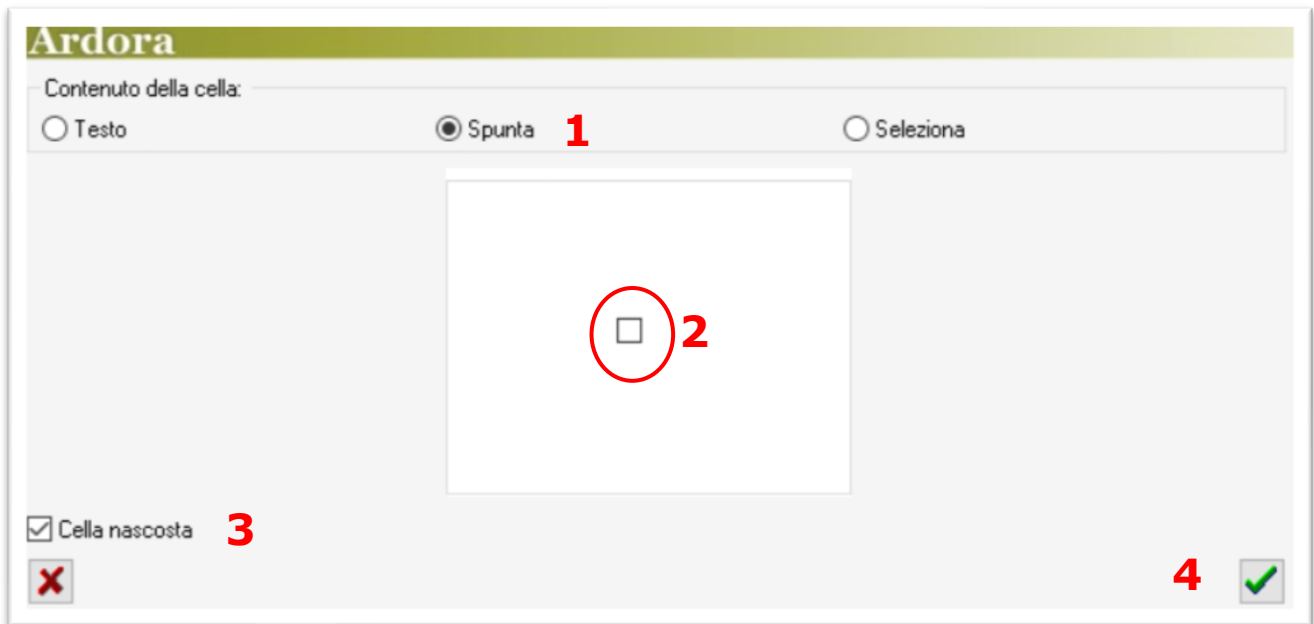 Ardora
Contenuto della cella:
Testo
Spunta 1
Seleziona
2
Cella nascosta 3
4